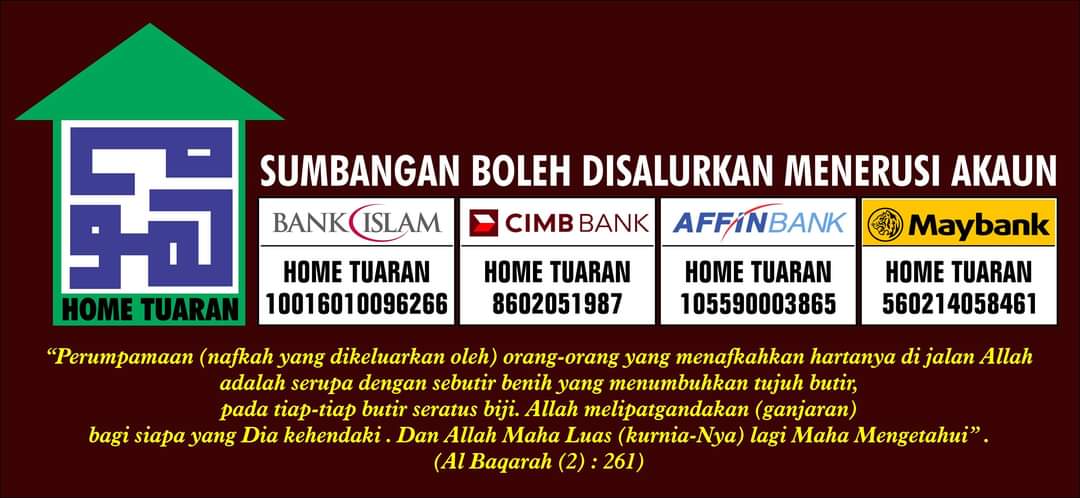 HOME TUARAN
SUMBANGAN BOLEH DISALURKAN MENERUSI AKAUN
BANK ISLAM
HOME TUARAN
10016010096266
CIMB BANK
HOME TUARAN
8602051987
AFFINBANK
HOME TUARAN
105590003865
Maybank
HOME TUARAN
560214058461
“Perumpamaan (nafkah yang dikeluarkan oleh) orang-orang yang menafkahkan hartanya di jalan Allah
adalah serupa dengan sebutir benih yang menumbuhkan tujuh butir,
pada tiap-tiap butir seratus biji. Allah melipatgandakan (ganjaran)
bagi siapa yang Dia kehendaki . Dan Allah Maha Luas (kurnia-Nya) lagi Maha Mengetahui” .
(Al Baqarah (2) : 261)